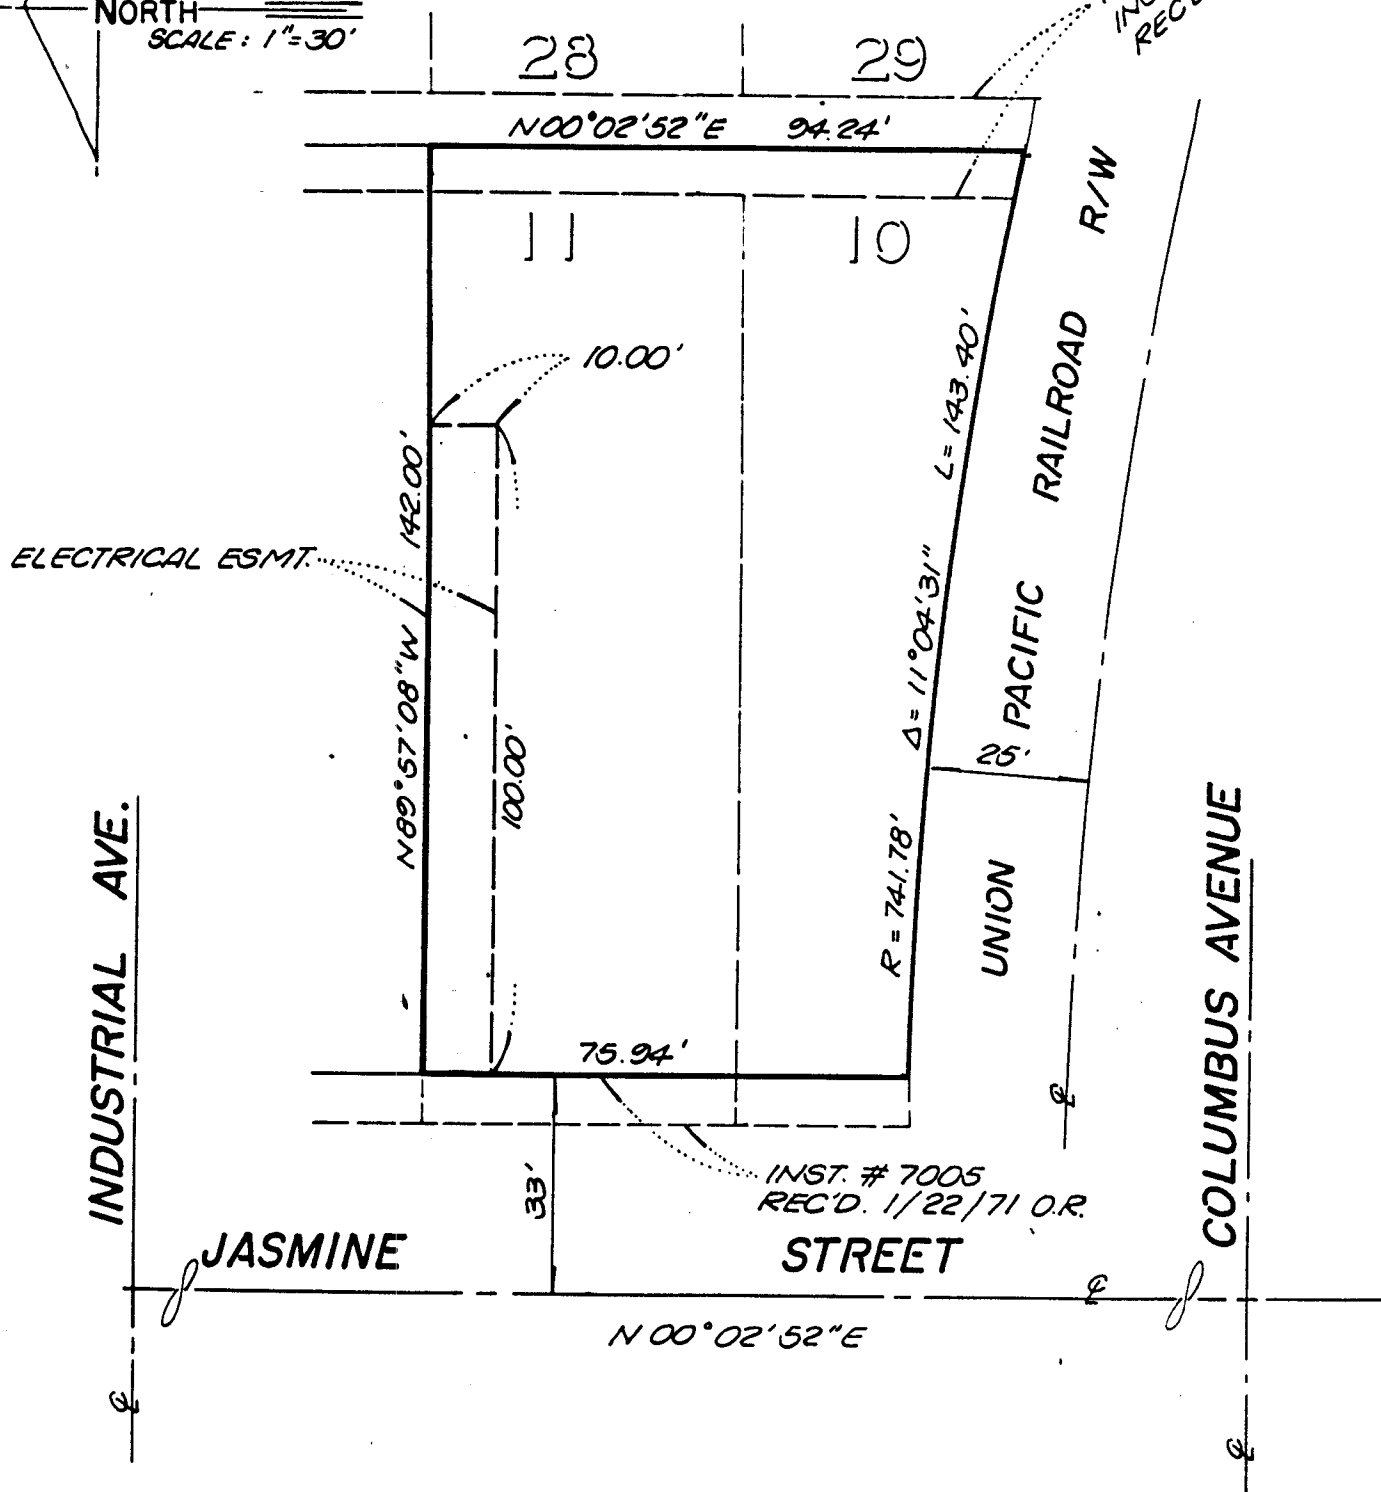 NORTH
SCALE: 1"=30'
REC'D
28
29
N00°02'52"E 94.24'
11
10
10.00'
142.00'
N89°57'08"W
ELECTRICAL ESMT.
100.00'
R=741.78' Δ=11°04'31" L=143.40'
UNION PACIFIC RAILROAD R/W
25'
75.94'
INDUSTRIAL AVE.
COLUMBUS AVENUE
33'
INST. # 7005
REC'D. 1/22/71 O.R.
JASMINE STREET
N 00°02'52"E